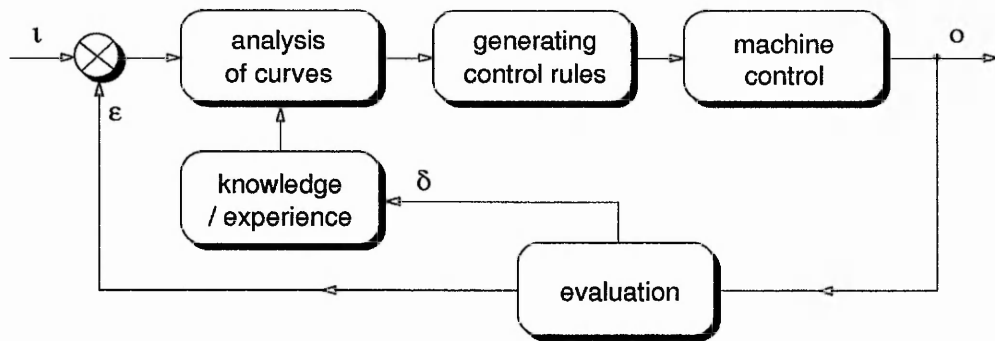 ι
analysis
of curves
generating
control rules
machine
control
ο
ε
knowledge
/ experience
δ
evaluation